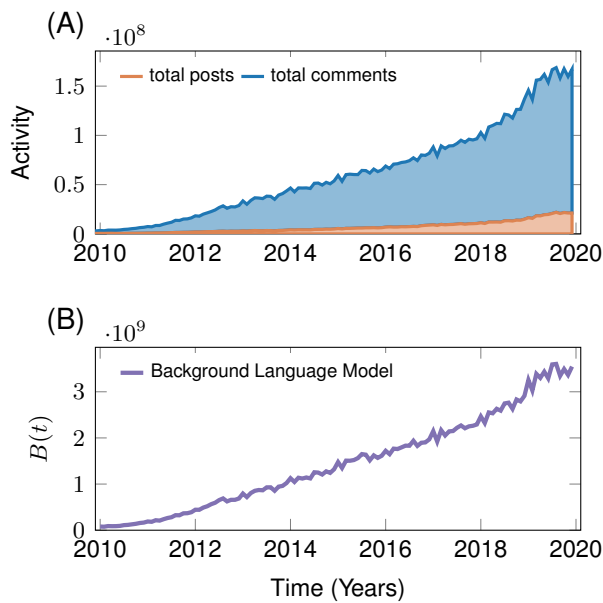 (A)
·10^8
total posts total comments
1.5
1
0.5
0
Activity
2010 2012 2014 2016 2018 2020
(B)
·10^9
Background Language Model
3
2
1
0
B(t)
2010 2012 2014 2016 2018 2020
Time (Years)